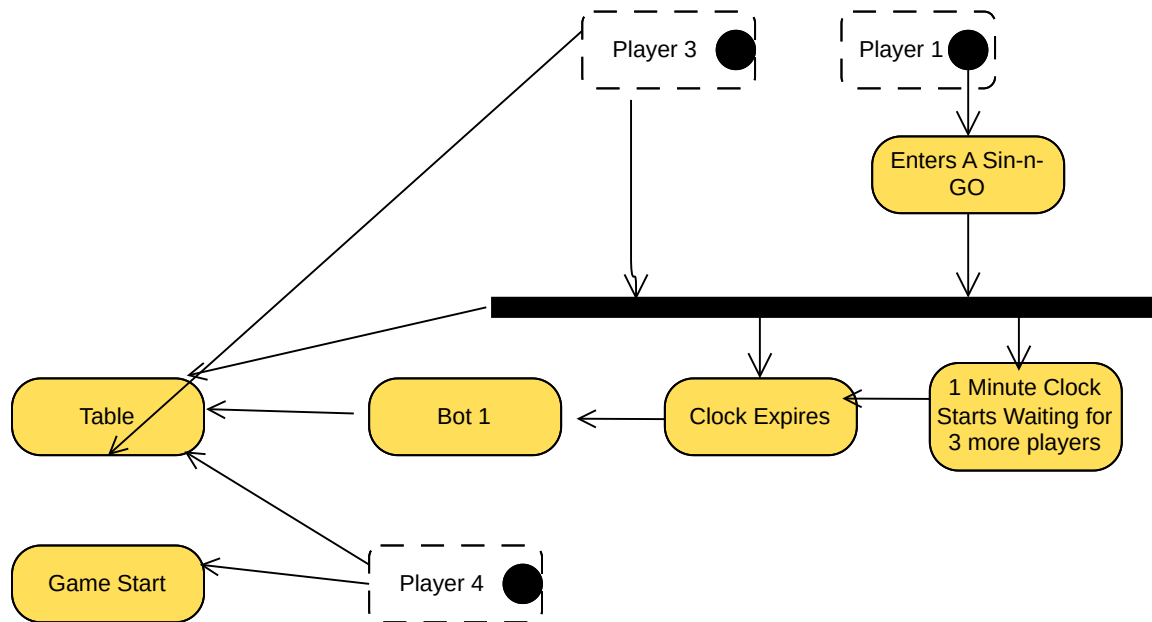 Player 3
Player 1
Enters A Sin-n-
GO
Table
Bot 1
Clock Expires
1 Minute Clock
Starts Waiting for
3 more players
Game Start
Player 4